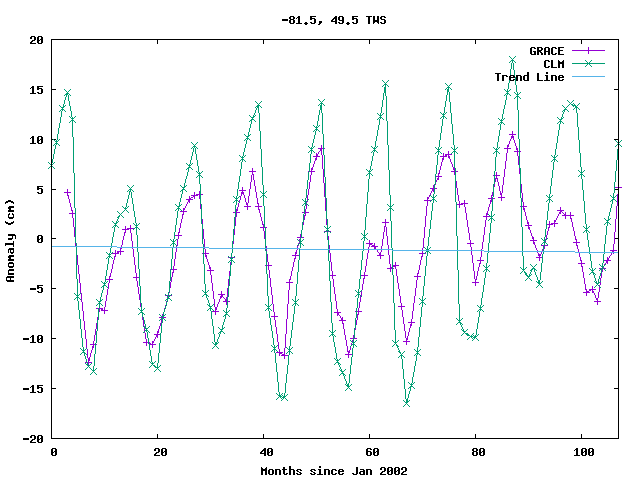 -81.5, 49.5 TWS
GRACE
CLM
Trend Line
Anomaly (cm)
20
15
10
5
0
-5
-10
-15
-20
0 20 40 60 80 100
Months since Jan 2002